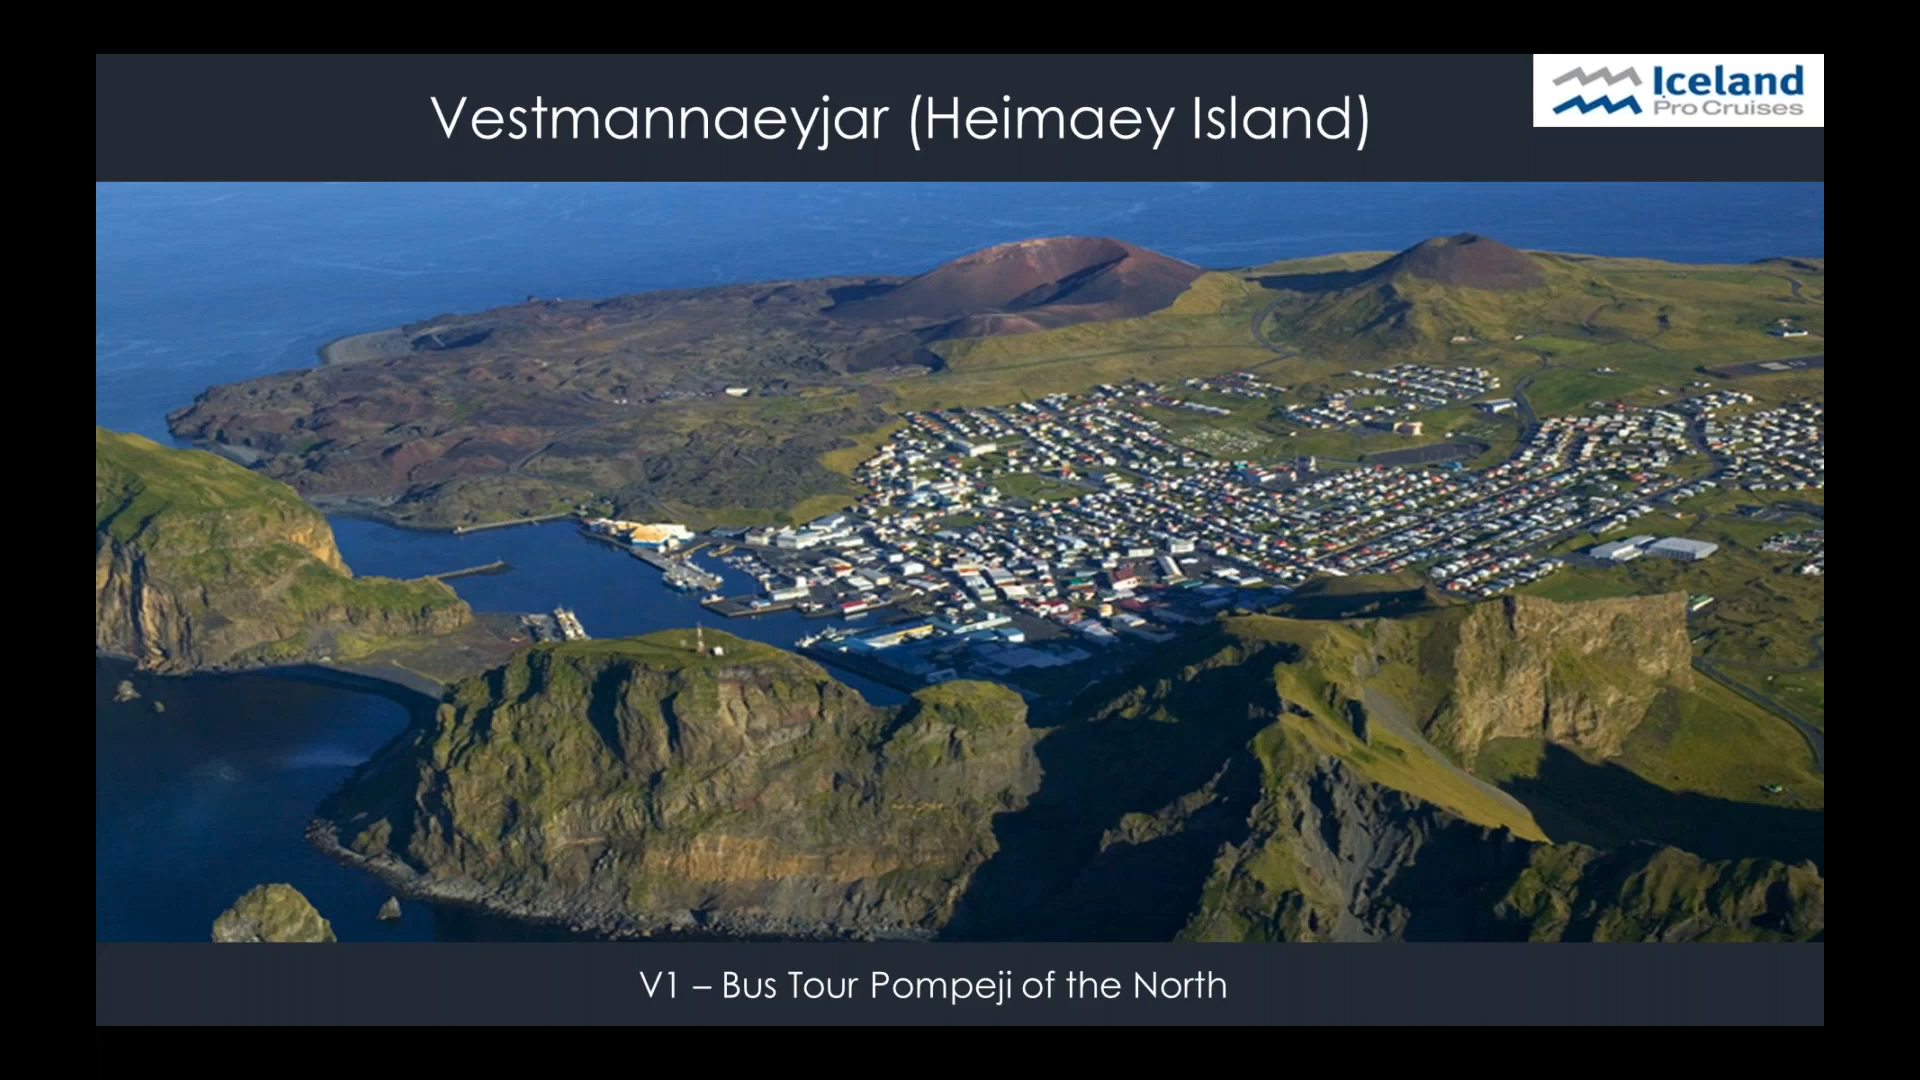 Vestmannaeyjar (Heimaey Island)
Iceland
Pro Cruises
V1 – Bus Tour Pompeji of the North